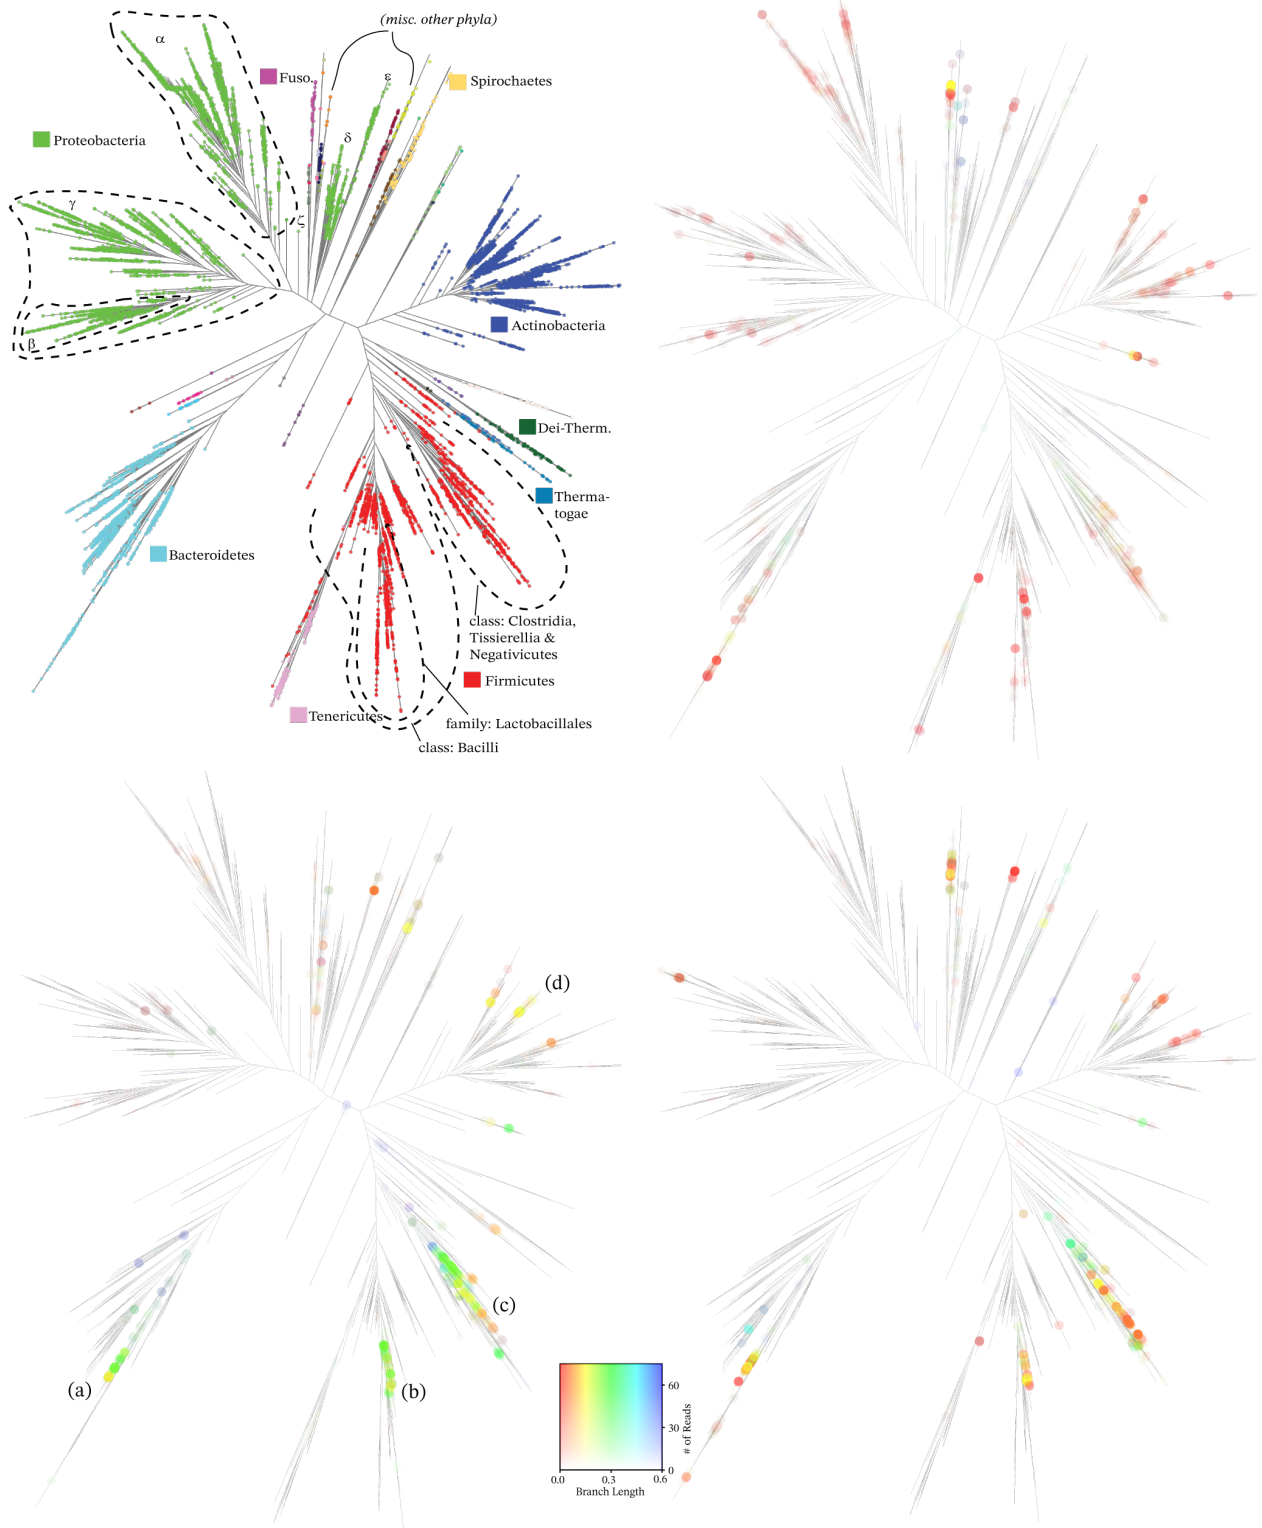 (misc. other phyla)
α
Fuso.
ε
Spirochaetes
Proteobacteria
δ
γ
ζ
Actinobacteria
β
Dei-Therm.
Therma-
togae
Bacteroidetes
class: Clostridia,
Tissierellia &
Negativicutes
Firmicutes
Tenericutes
family: Lactobacillales
class: Bacilli
(d)
(c)
(a)
(b)
60
30
0
# of Reads
0.0
0.3
0.6
Branch Length